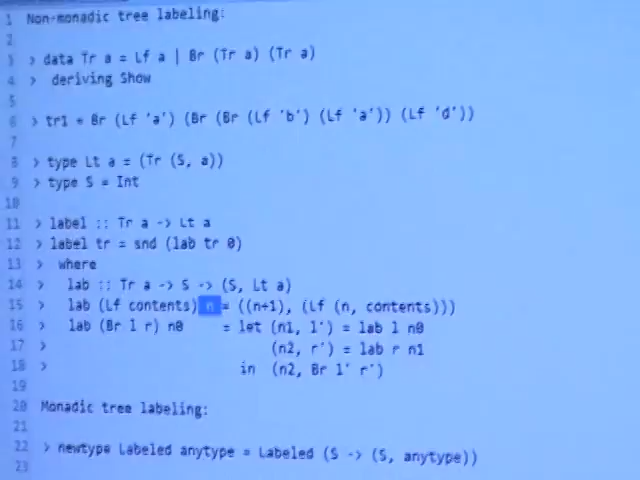 1 Non-monadic tree labeling:
2
3 > data Tr a = Lf a | Br (Tr a) (Tr a)
4 > deriving Show
5
6 > tr1 = Br (Lf 'a') (Br (Br (Lf 'b') (Lf 'a')) (Lf 'd'))
7
8 > type Lt a = (Tr (S, a))
9 > type S = Int
10
11 > label :: Tr a -> Lt a
12 > label tr = snd (lab tr 0)
13 > where
14 > lab :: Tr a -> S -> (S, Lt a)
15 > lab (Lf contents) n = ((n+1), (Lf (n, contents)))
16 > lab (Br l r) n0 = let (n1, l') = lab l n0
17 > (n2, r') = lab r n1
18 > in (n2, Br l' r')
19
20 Monadic tree labeling:
21
22 > newtype Labeled anytype = Labeled (S -> (S, anytype))
23